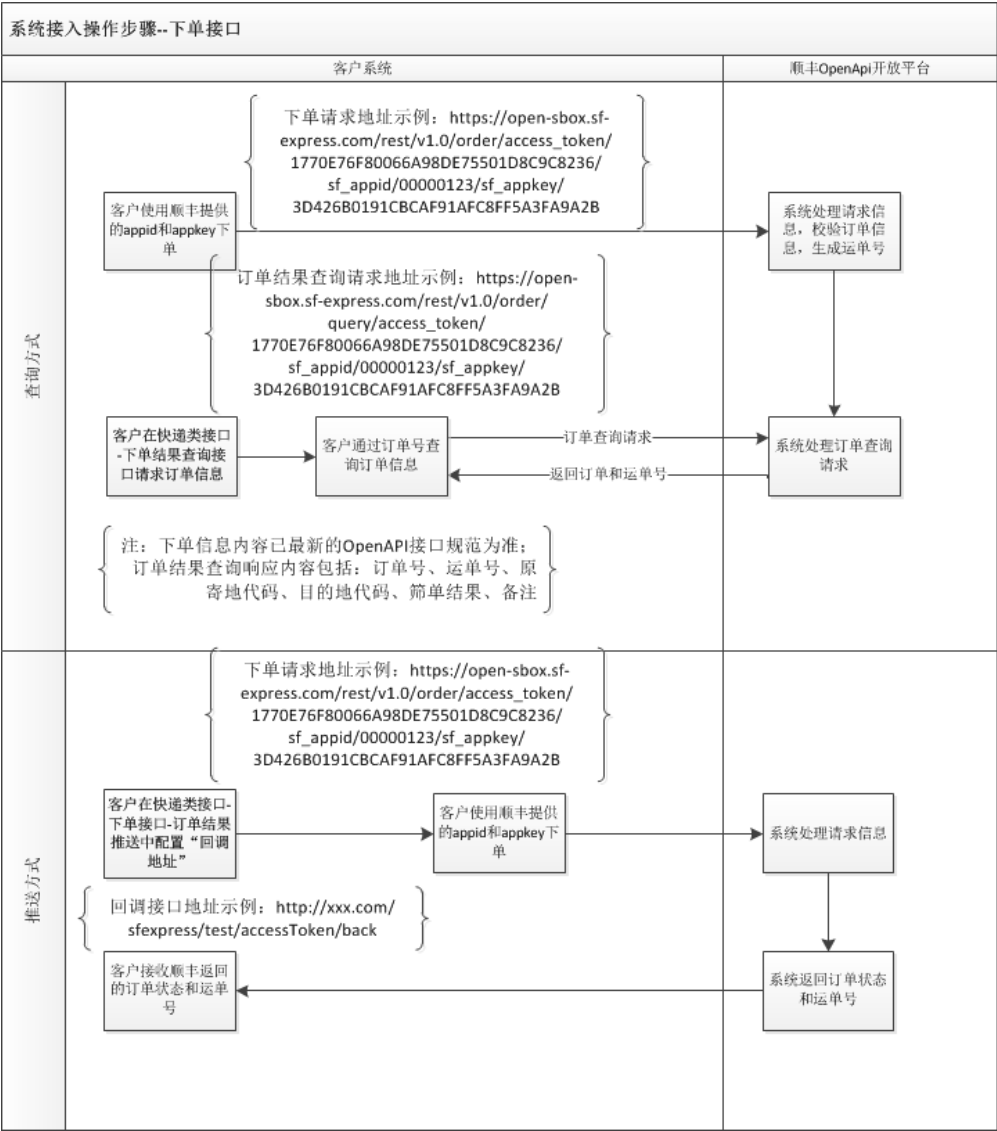 系统接入操作步骤--下单接口
客户系统
顺丰OpenApi开放平台
查询方式
下单请求地址示例：https://open-sbox.sf-
express.com/rest/v1.0/order/access_token/
1770E76F80066A98DE75501D8C9C8236/
sf_appid/00000123/sf_appkey/
3D426B0191CBCAF91AFC8FF5A3FA9A2B
客户使用顺丰提供
的appid和appkey下
单
系统处理请求信
息，校验订单信
息，生成运单号
订单结果查询请求地址示例：https://open-
sbox.sf-express.com/rest/v1.0/order/
query/access_token/
1770E76F80066A98DE75501D8C9C8236/
sf_appid/00000123/sf_appkey/
3D426B0191CBCAF91AFC8FF5A3FA9A2B
客户在快递类接口
-下单结果查询接
口请求订单信息
客户通过订单号查
询订单信息
订单查询请求
返回订单和运单号
系统处理订单查询
请求
注：下单信息内容已最新的OpenAPI接口规范为准；
订单结果查询响应内容包括：订单号、运单号、原
寄地代码、目的地代码、筛单结果、备注
推送方式
下单请求地址示例：https://open-sbox.sf-
express.com/rest/v1.0/order/access_token/
1770E76F80066A98DE75501D8C9C8236/
sf_appid/00000123/sf_appkey/
3D426B0191CBCAF91AFC8FF5A3FA9A2B
客户在快递类接口-
下单接口-订单结果
推送中配置“回调
地址”
客户使用顺丰提供
的appid和appkey下
单
系统处理请求信息
回调接口地址示例：http://xxx.com/
sfexpress/test/accessToken/back
客户接收顺丰返回
的订单状态和运单
号
系统返回订单状态
和运单号